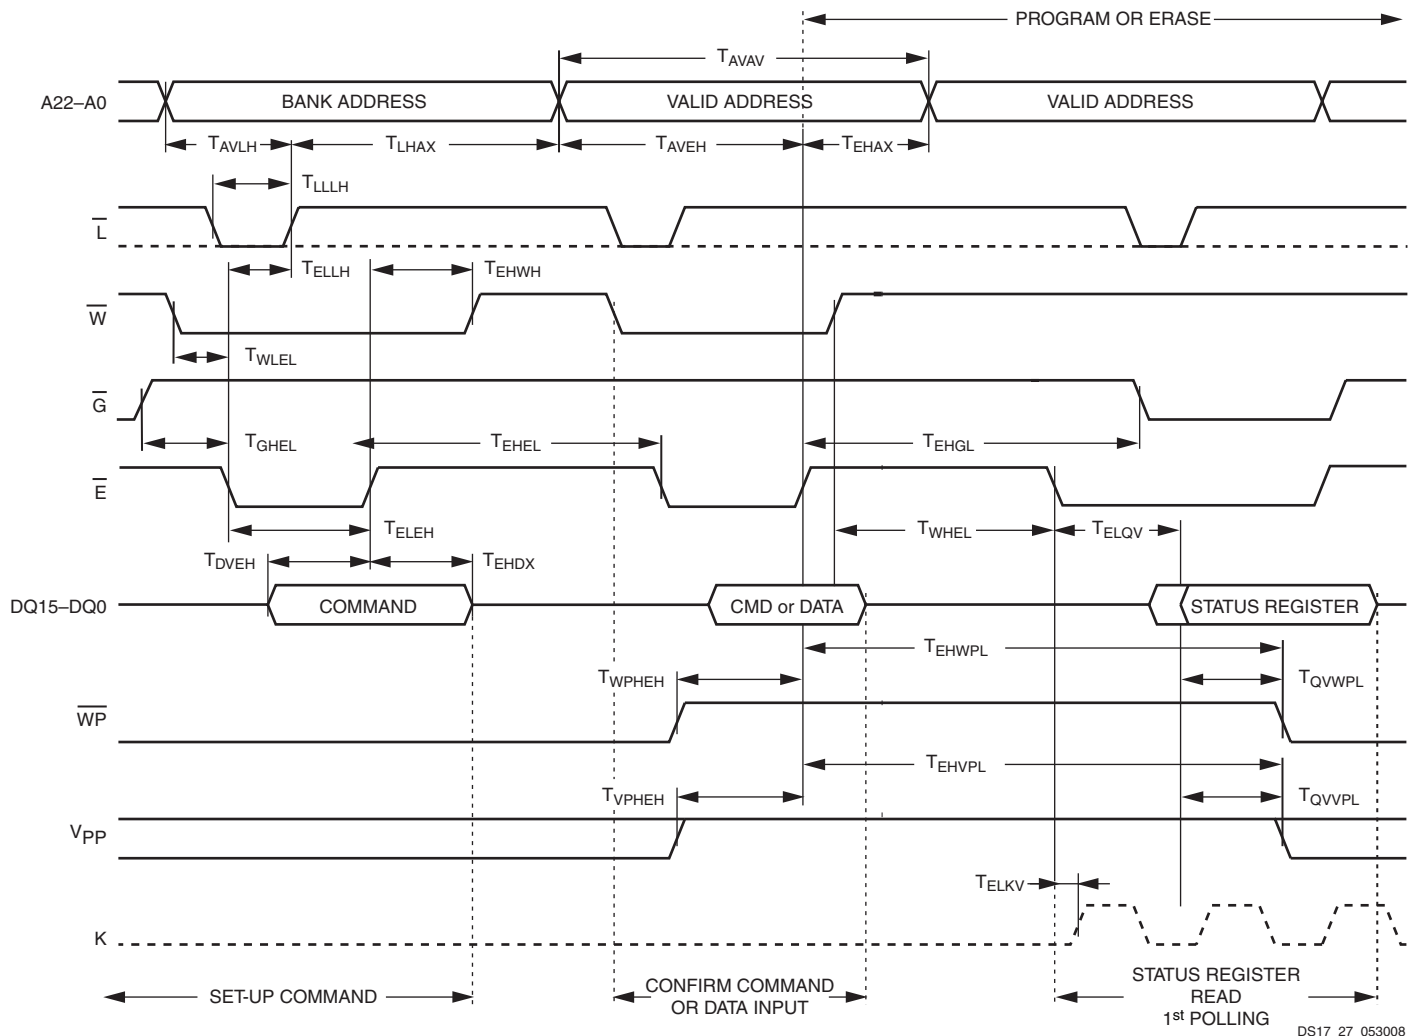 PROGRAM OR ERASE
TAVAV
A22–A0
BANK ADDRESS
VALID ADDRESS
VALID ADDRESS
TAVLH
TLHAX
TAVEH
TEHAX
TLLLH
L
TELLH
TEHWH
W
TWLEL
G
TGHEL
TEHEL
TEHGL
E
TELEH
TWHEL
TELQV
TDVEH
TEHDX
DQ15–DQ0
COMMAND
CMD or DATA
STATUS REGISTER
TEHWPL
TWPHEH
TQVWPL
WP
TEHVPL
TVPHEH
TQVVPL
VPP
TELKV
K
SET-UP COMMAND
CONFIRM COMMAND
OR DATA INPUT
STATUS REGISTER
READ
1st POLLING
DS17_27_053008